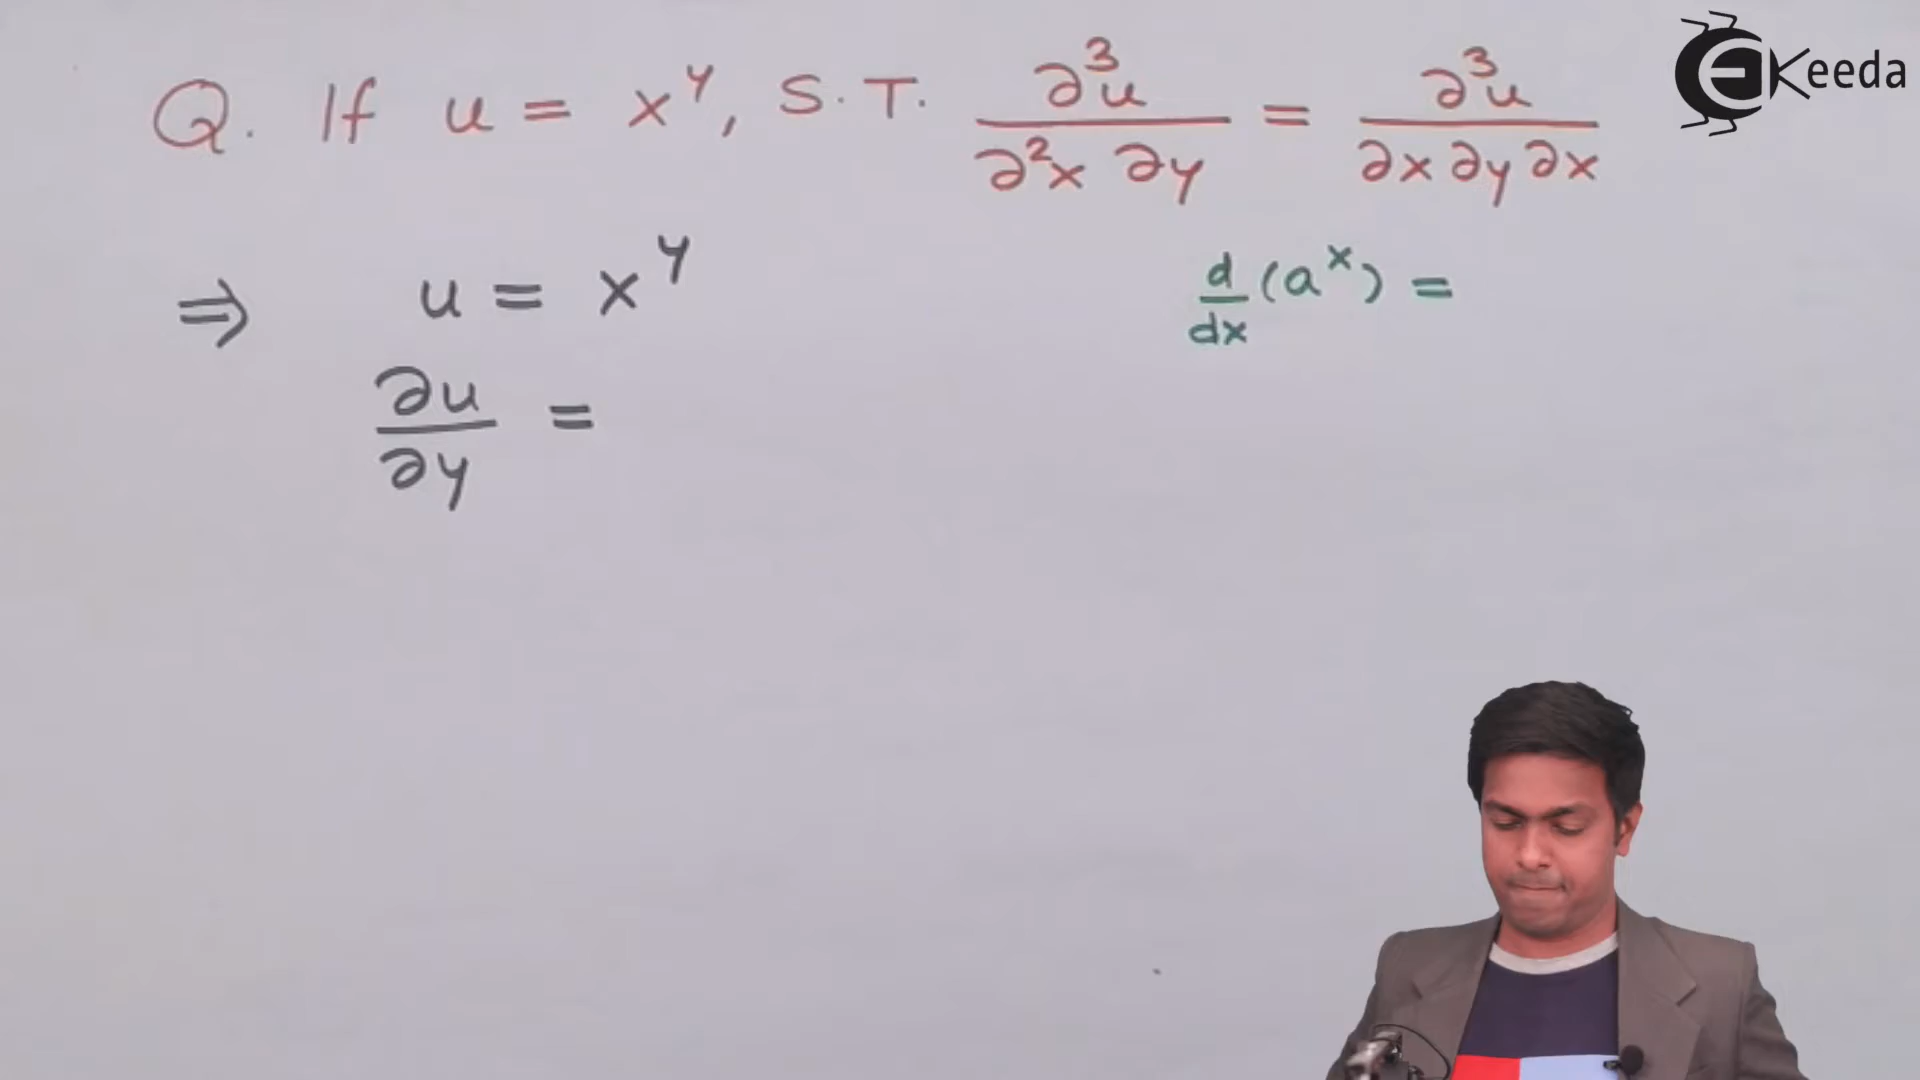 Q. If u = x^y, S.T. ∂³u / ∂²x ∂y = ∂³u / ∂x ∂y ∂x
Keeda
⇒ u = x^y
d/dx (a^x) =
∂u/∂y =